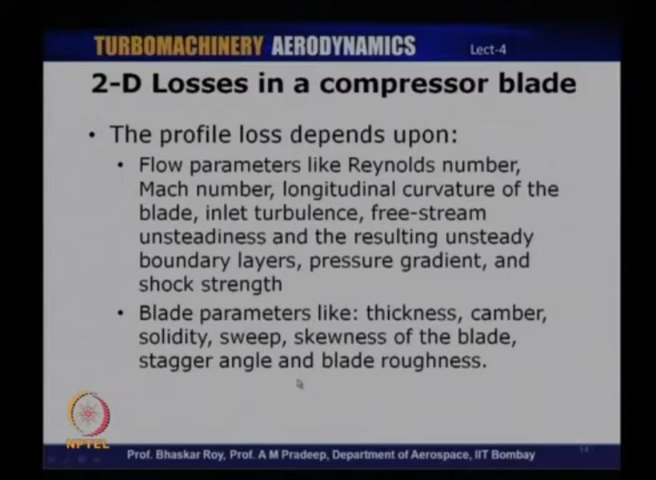 TURBOMACHINERY AERODYNAMICS
Lect-4
2-D Losses in a compressor blade
• The profile loss depends upon:
• Flow parameters like Reynolds number,
Mach number, longitudinal curvature of the
blade, inlet turbulence, free-stream
unsteadiness and the resulting unsteady
boundary layers, pressure gradient, and
shock strength
• Blade parameters like: thickness, camber,
solidity, sweep, skewness of the blade,
stagger angle and blade roughness.
NPTEL
Prof. Bhaskar Roy, Prof. A M Pradeep, Department of Aerospace, IIT Bombay